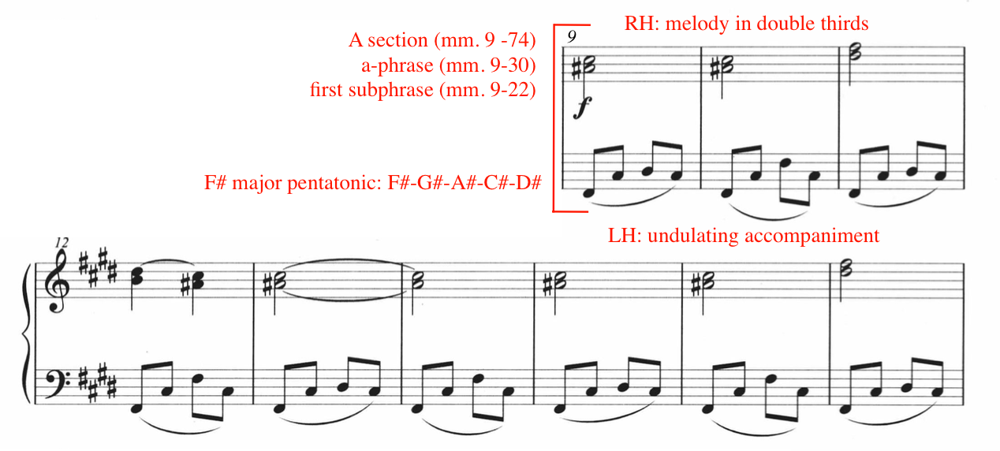 RH: melody in double thirds
A section (mm. 9 -74)
9
a-phrase (mm. 9-30)
first subphrase (mm. 9-22)
f
F# major pentatonic: F#-G#-A#-C#-D#
LH: undulating accompaniment
12